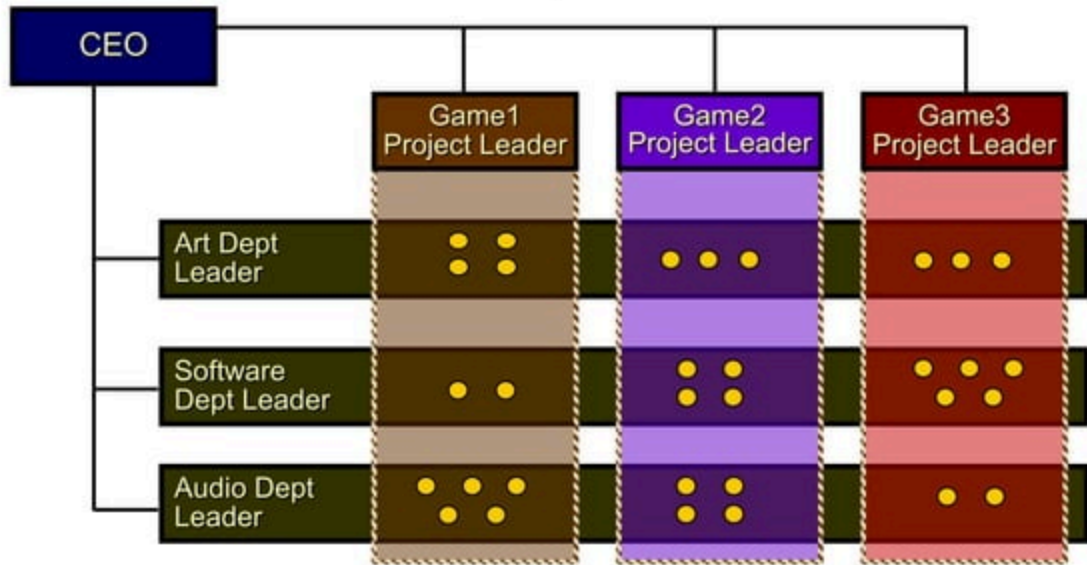 CEO
Game1
Project Leader
Game2
Project Leader
Game3
Project Leader
Art Dept
Leader
Software
Dept Leader
Audio Dept
Leader